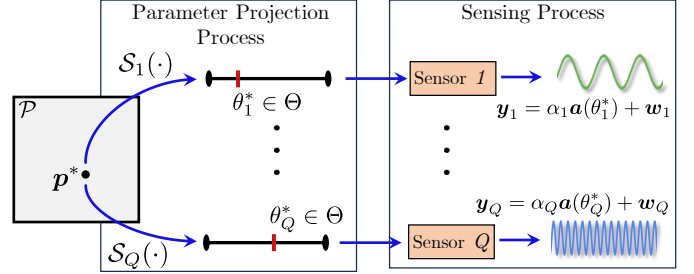 Parameter Projection
Process
Sensing Process
𝒮₁(·)
Sensor 1
𝒫
θ₁* ∈ Θ
y₁ = α₁a(θ₁*) + w₁
p*
θ_Q* ∈ Θ
y_Q = α_Q a(θ_Q*) + w_Q
𝒮_Q(·)
Sensor Q